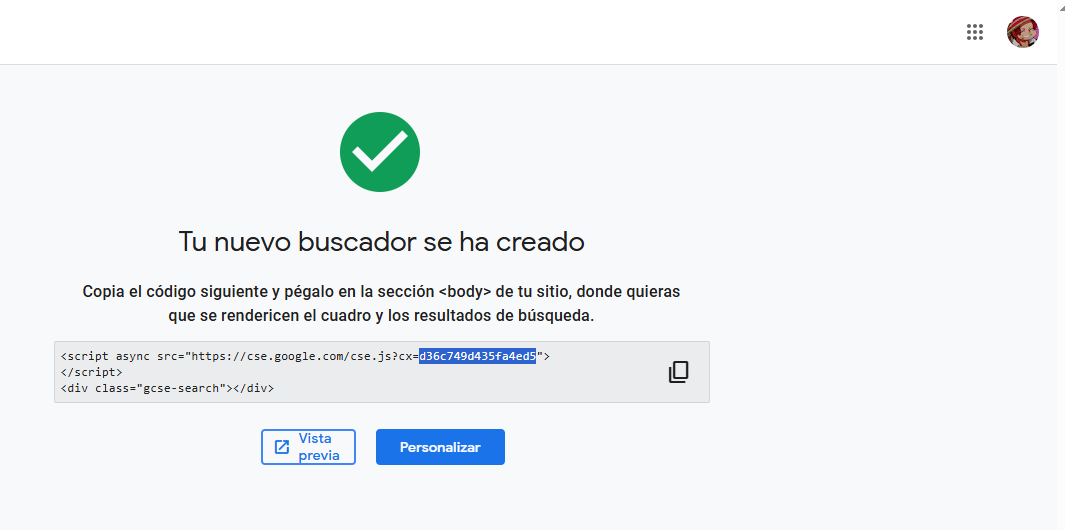 Tu nuevo buscador se ha creado
Copia el código siguiente y pégalo en la sección <body> de tu sitio, donde quieras
que se rendericen el cuadro y los resultados de búsqueda.
<script async src="https://cse.google.com/cse.js?cx=d36c749d435fa4ed5">
</script>
<div class="gcse-search"></div>
Vista
previa
Personalizar